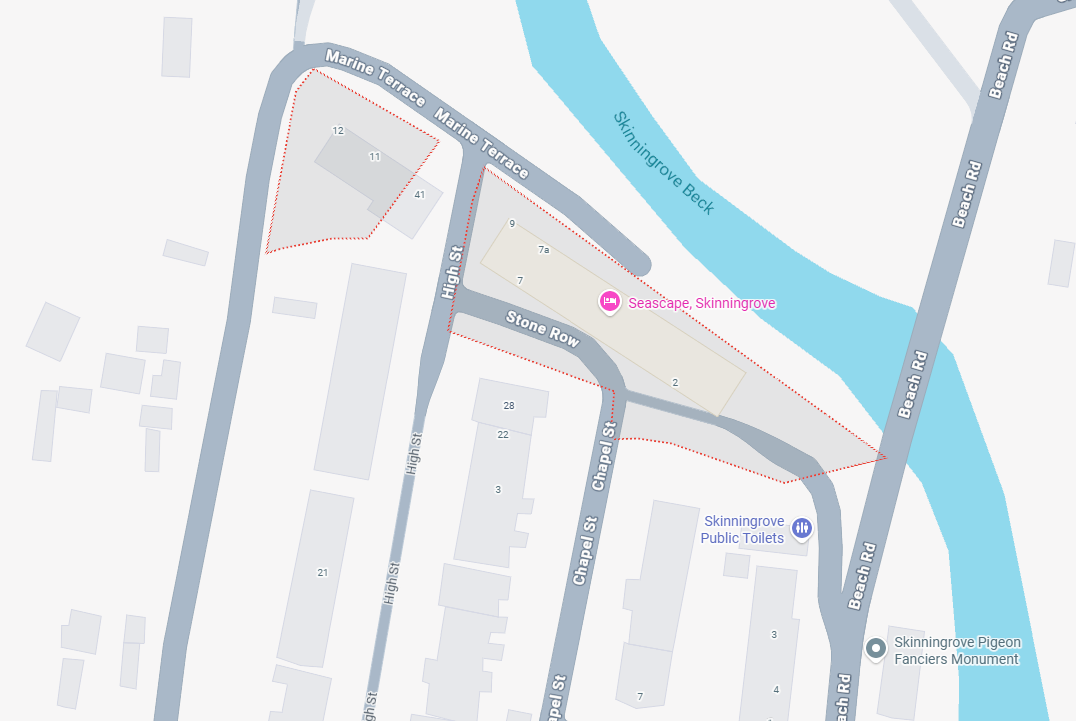 Marine Terrace
Marine Terrace
Beach Rd
Skinningrove Beck
12
11
41
Beach Rd
9
7a
7
High St
Seascape, Skinningrove
Stone Row
2
Beach Rd
28
22
High St
Chapel St
3
Skinningrove
Public Toilets
Chapel St
21
High St
Beach Rd
3
Skinningrove Pigeon
Fanciers Monument
4
7